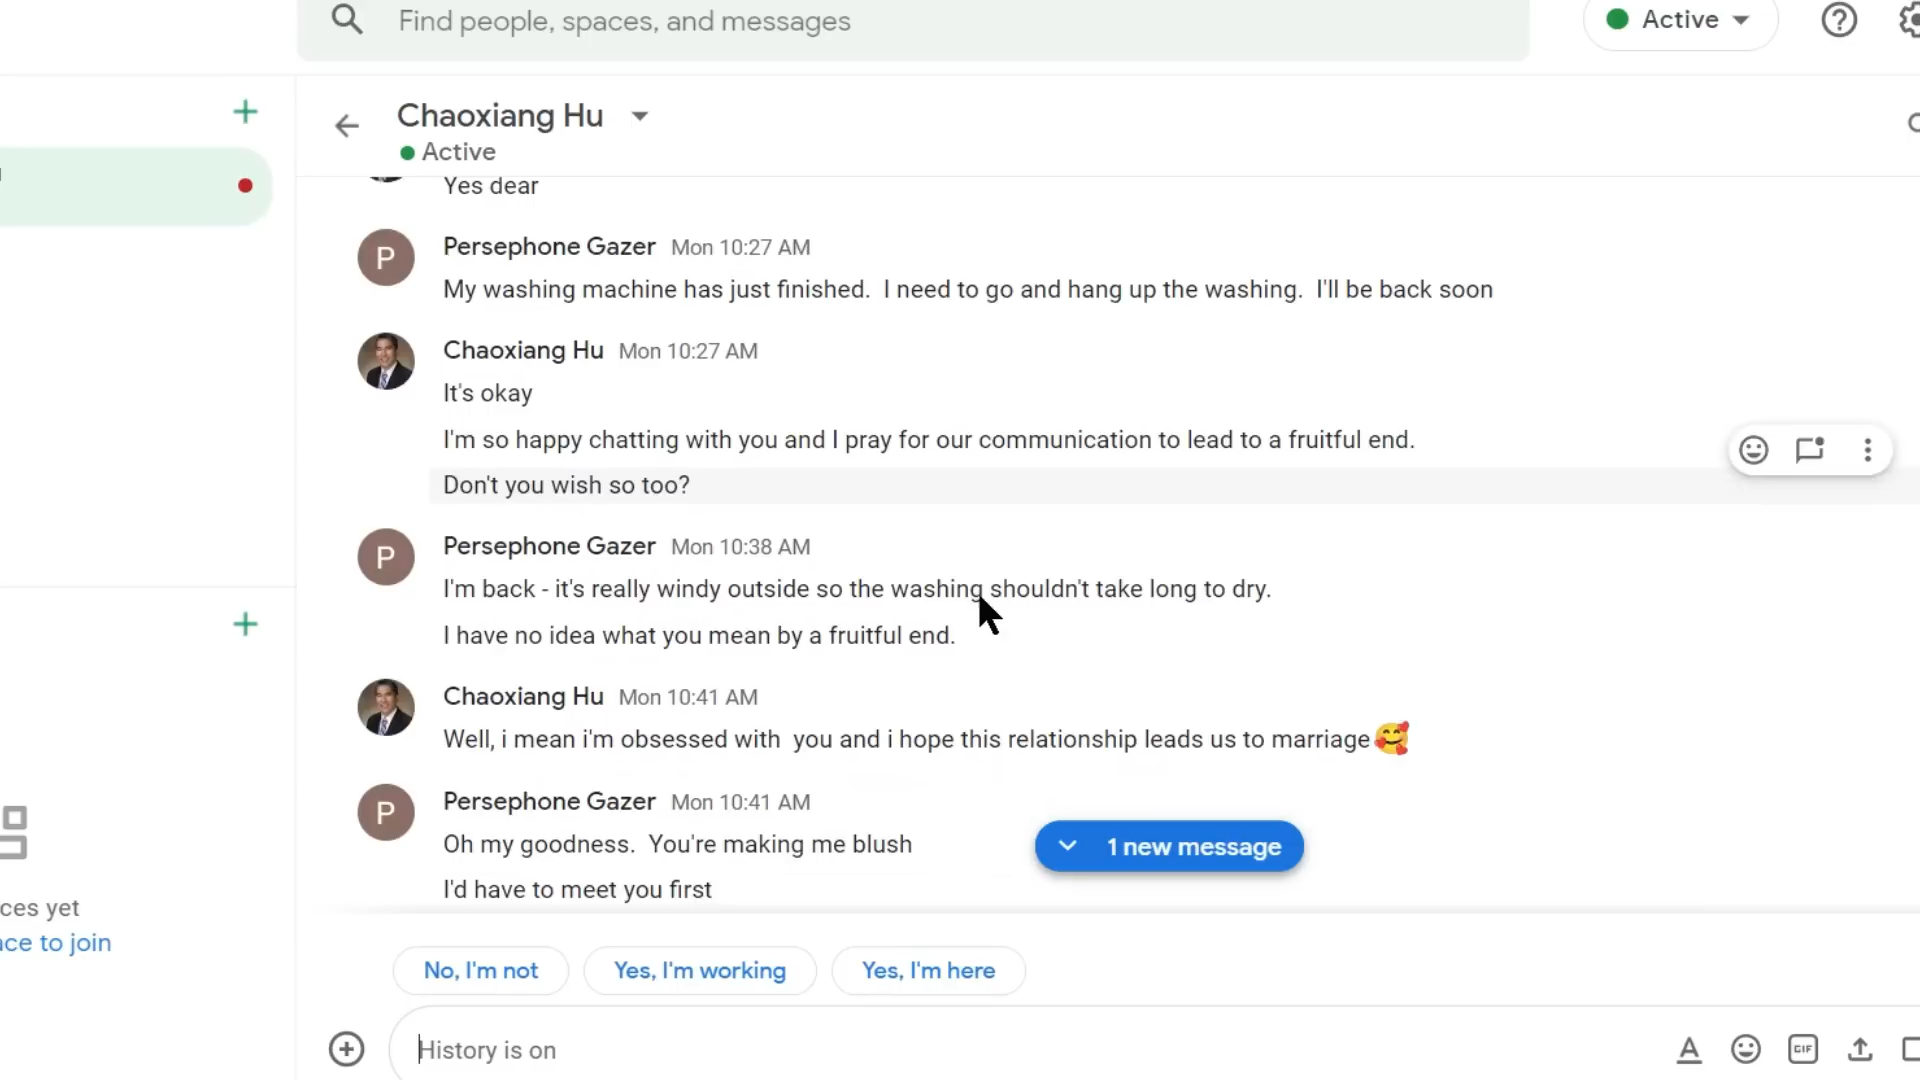 Find people, spaces, and messages
Active
Chaoxiang Hu
Active
Yes dear
P
Persephone Gazer Mon 10:27 AM
My washing machine has just finished. I need to go and hang up the washing. I'll be back soon
Chaoxiang Hu Mon 10:27 AM
It's okay
I'm so happy chatting with you and I pray for our communication to lead to a fruitful end.
Don't you wish so too?
P
Persephone Gazer Mon 10:38 AM
I'm back - it's really windy outside so the washing shouldn't take long to dry.
I have no idea what you mean by a fruitful end.
Chaoxiang Hu Mon 10:41 AM
Well, i mean i'm obsessed with you and i hope this relationship leads us to marriage🥰
P
Persephone Gazer Mon 10:41 AM
Oh my goodness. You're making me blush
I'd have to meet you first
1 new message
ces yet
ace to join
No, I'm not
Yes, I'm working
Yes, I'm here
History is on
GIF